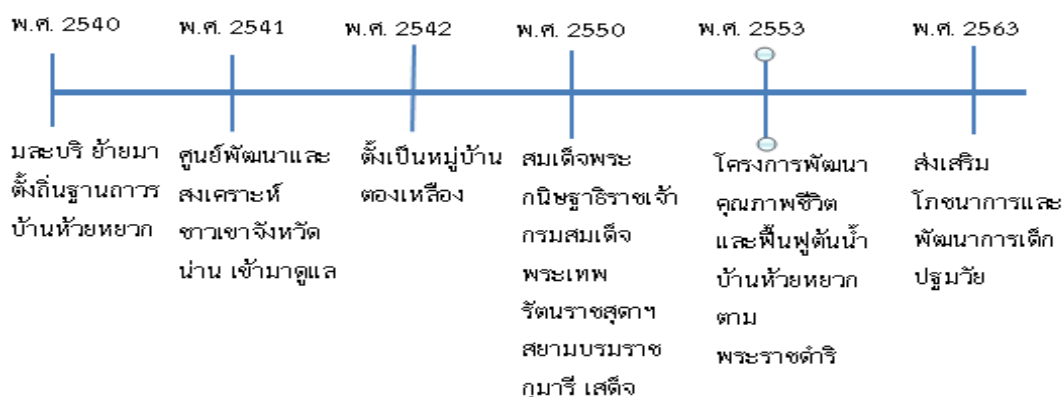 พ.ศ. 2540
พ.ศ. 2541
พ.ศ. 2542
พ.ศ. 2550
พ.ศ. 2553
พ.ศ. 2563
มละบริ ย้ายมา
ตั้งถิ่นฐานถาวร
บ้านห้วยหยวก
ศูนย์พัฒนาและ
สงเคราะห์
ชาวเขาจังหวัด
น่าน เข้ามาดูแล
ตั้งเป็นหมู่บ้าน
ตองเหลือง
สมเด็จพระ
กนิษฐาธิราชเจ้า
กรมสมเด็จ
พระเทพ
รัตนราชสุดาฯ
สยามบรมราช
กุมารี เสด็จ
โครงการพัฒนา
คุณภาพชีวิต
และฟื้นฟูต้นน้ำ
บ้านห้วยหยวก
ตาม
พระราชดำริ
ส่งเสริม
โภชนาการและ
พัฒนาการเด็ก
ปฐมวัย